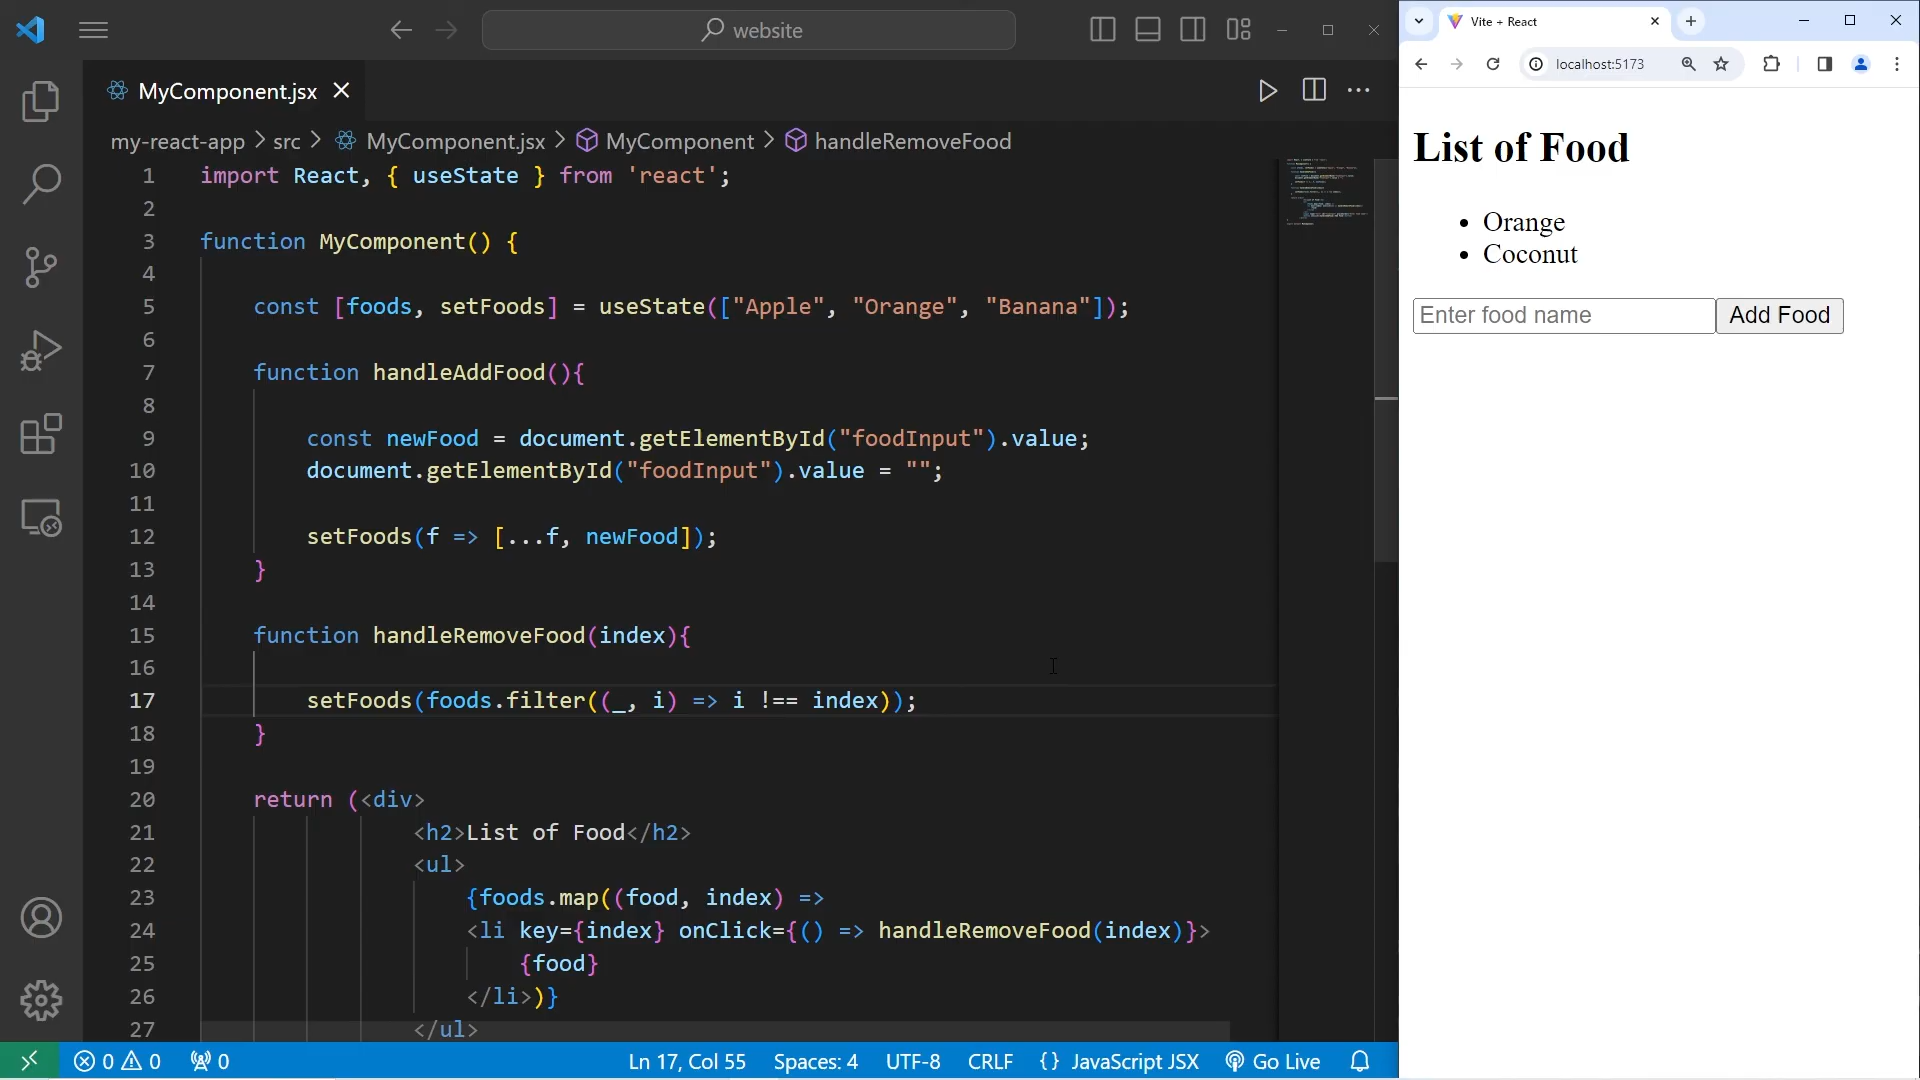 website
MyComponent.jsx
my-react-app > src > MyComponent.jsx > MyComponent > handleRemoveFood
1 import React, { useState } from 'react';
2
3 function MyComponent() {
4
5 const [foods, setFoods] = useState(["Apple", "Orange", "Banana"]);
6
7 function handleAddFood(){
8
9 const newFood = document.getElementById("foodInput").value;
10 document.getElementById("foodInput").value = "";
11
12 setFoods(f => [...f, newFood]);
13 }
14
15 function handleRemoveFood(index){
16
17 setFoods(foods.filter((_, i) => i !== index));
18 }
19
20 return (<div>
21 <h2>List of Food</h2>
22 <ul>
23 {foods.map((food, index) =>
24 <li key={index} onClick={() => handleRemoveFood(index)}>
25 {food}
26 </li>)}
27 </ul>
0 0 0 Ln 17, Col 55 Spaces: 4 UTF-8 CRLF {} JavaScript JSX Go Live
Vite + React
localhost:5173
List of Food
• Orange
• Coconut
Enter food name Add Food